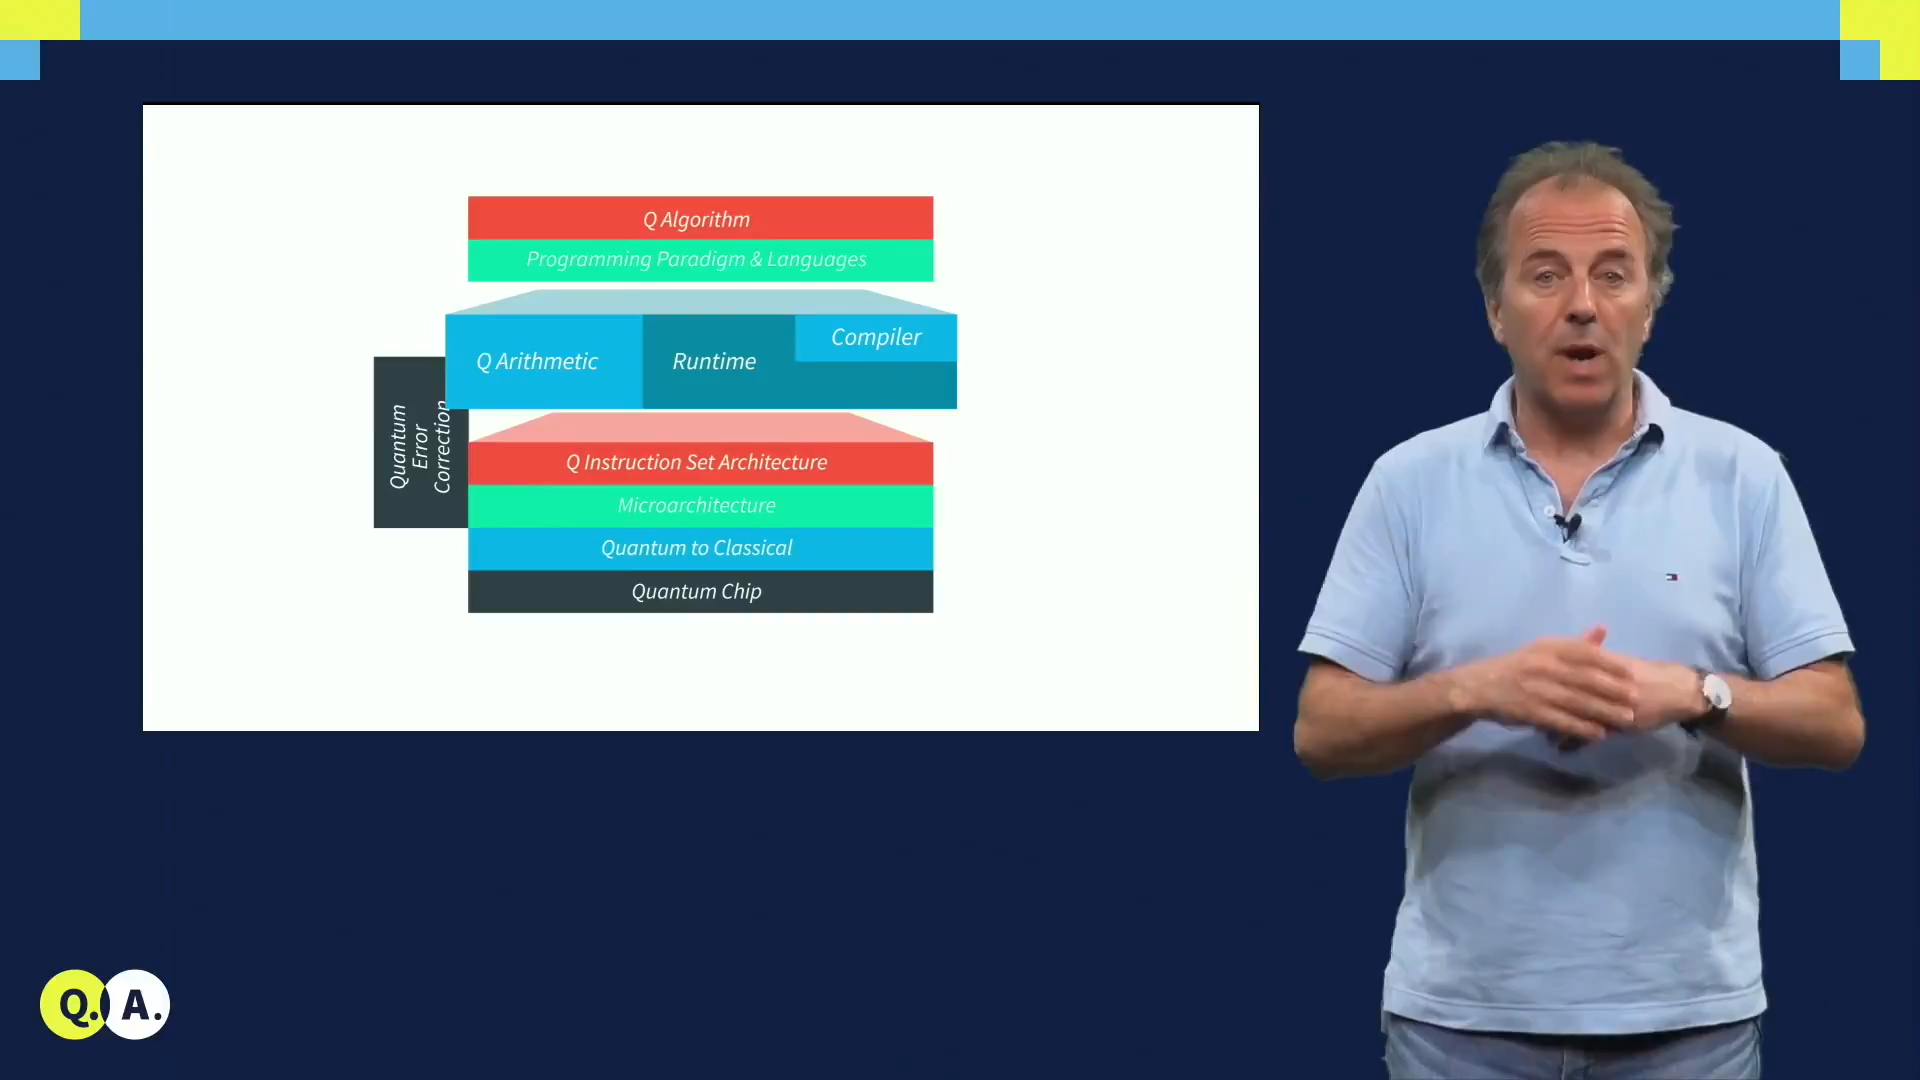 Q Algorithm
Programming Paradigm & Languages
Q Arithmetic
Runtime
Compiler
Quantum
Error
Correction
Q Instruction Set Architecture
Microarchitecture
Quantum to Classical
Quantum Chip
Q. A.